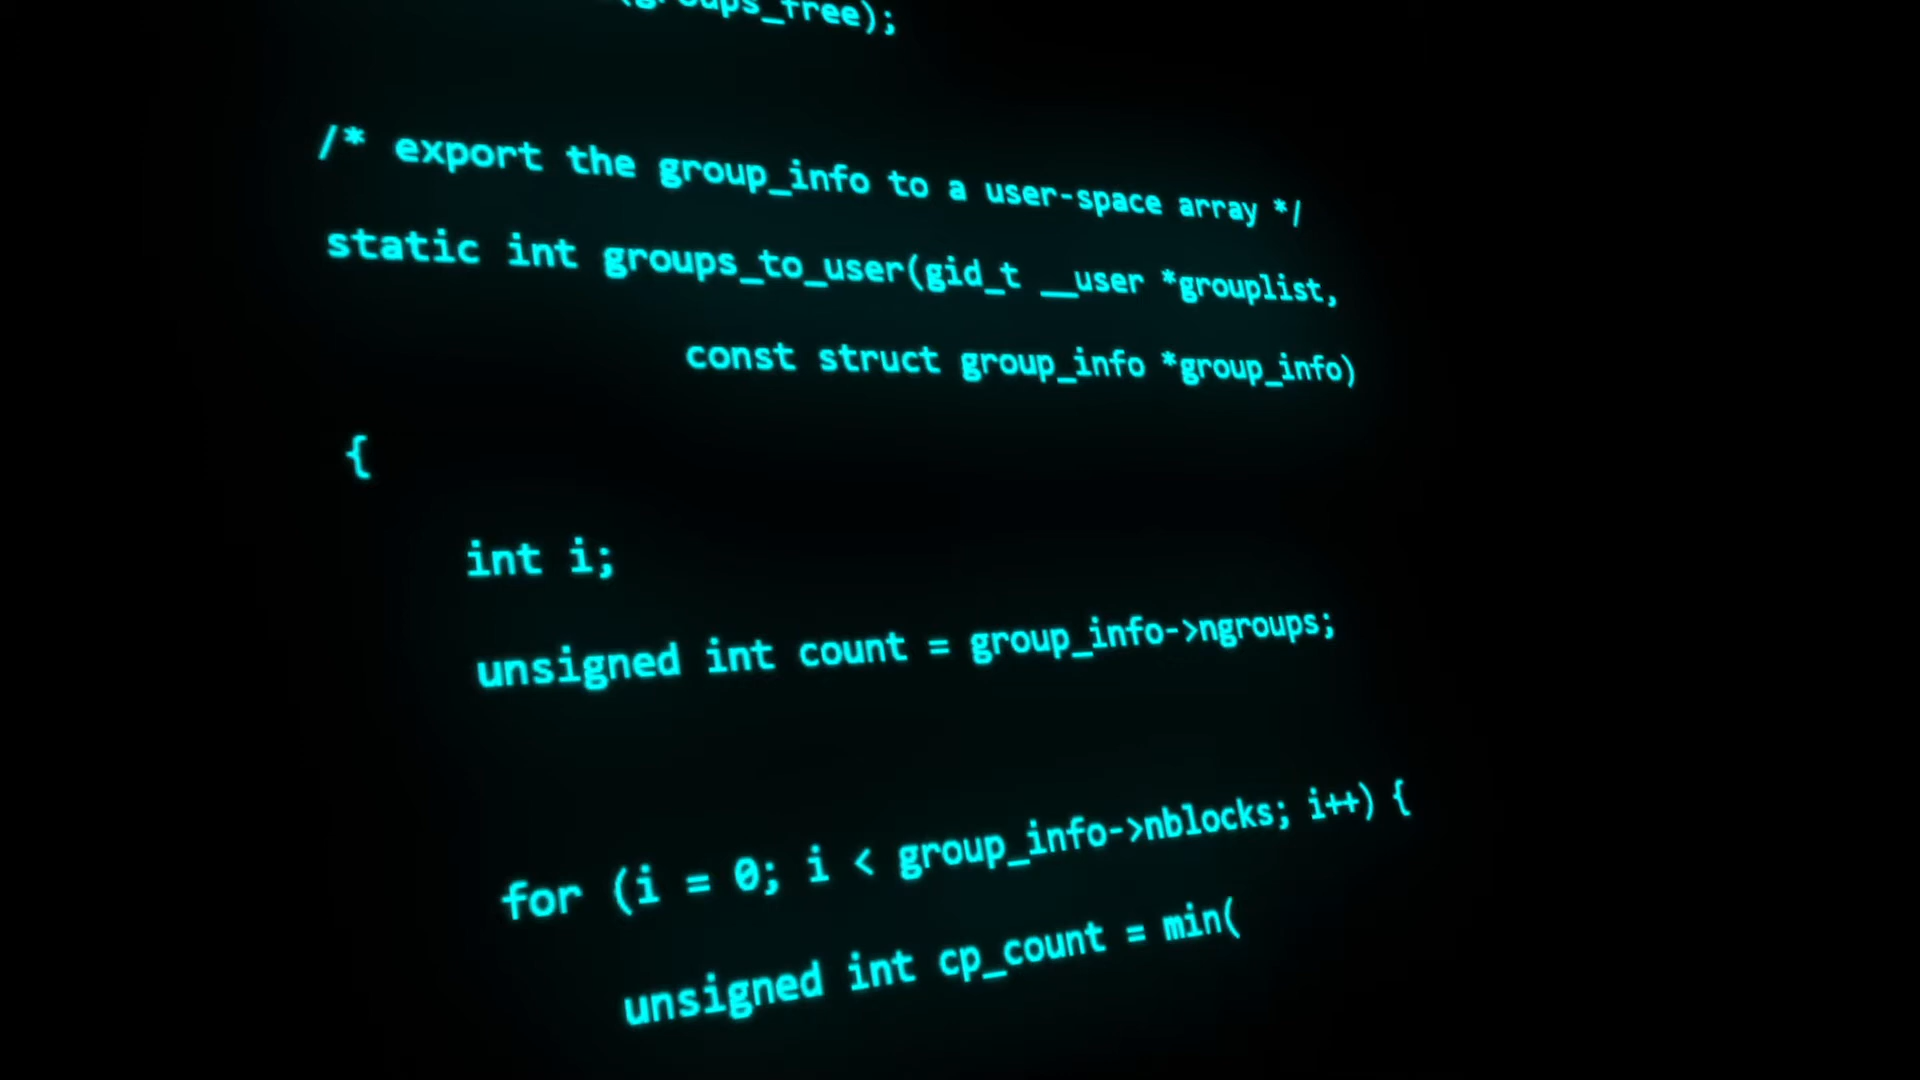 (groups_free);
/* export the group_info to a user-space array */
static int groups_to_user(gid_t __user *grouplist,
const struct group_info *group_info)
{
int i;
unsigned int count = group_info->ngroups;
for (i = 0; i < group_info->nblocks; i++) {
unsigned int cp_count = min(